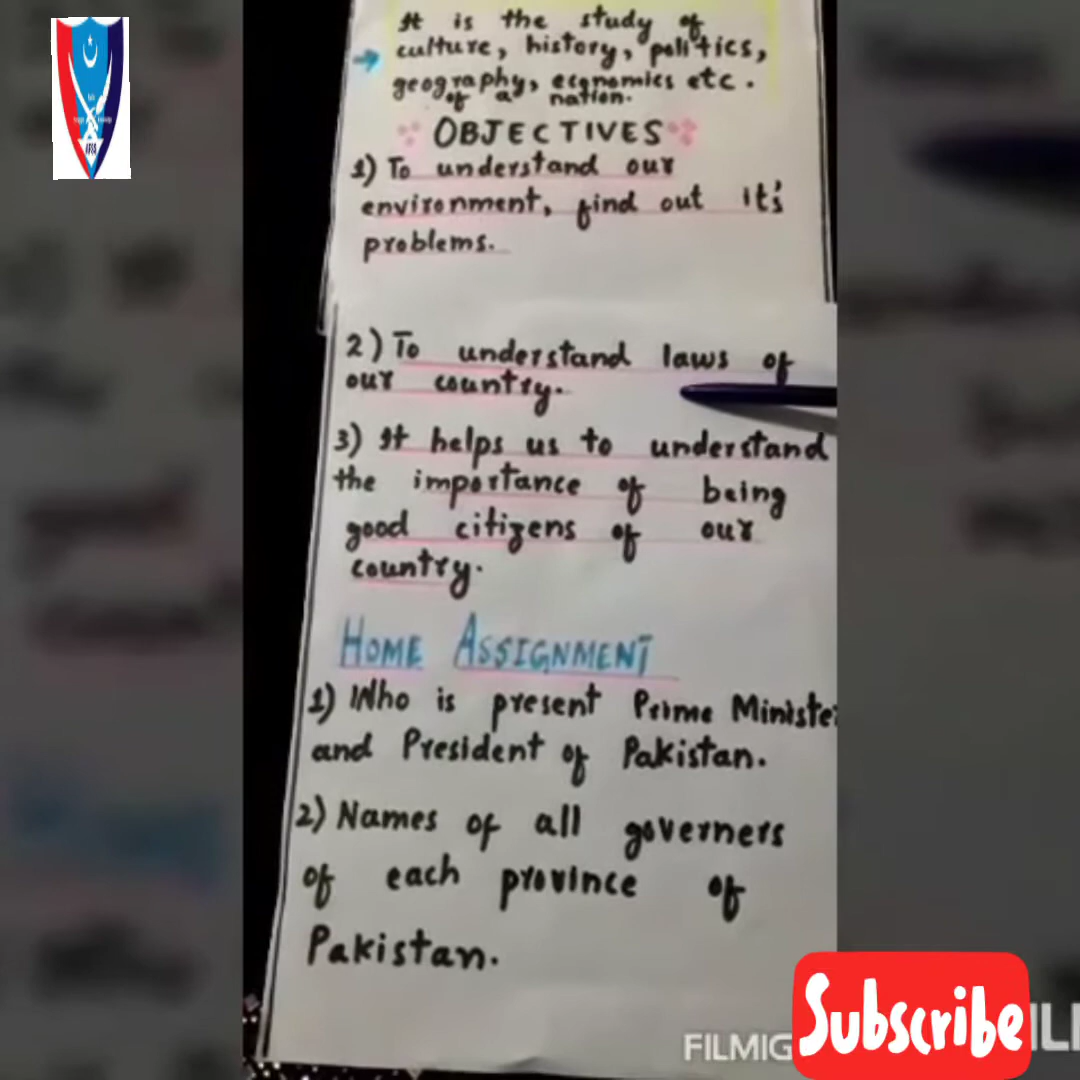 It is the study of
culture, history, politics,
geography, economics etc.
of a nation.
OBJECTIVES
1) To understand our
environment, find out it's
problems.
2) To understand laws of
our country.
3) It helps us to understand
the importance of being
good citizens of our
country.
HOME ASSIGNMENT
1) Who is present Prime Ministe
and President of Pakistan.
2) Names of all governers
of each province of
Pakistan.
Subscribe
FILMIG